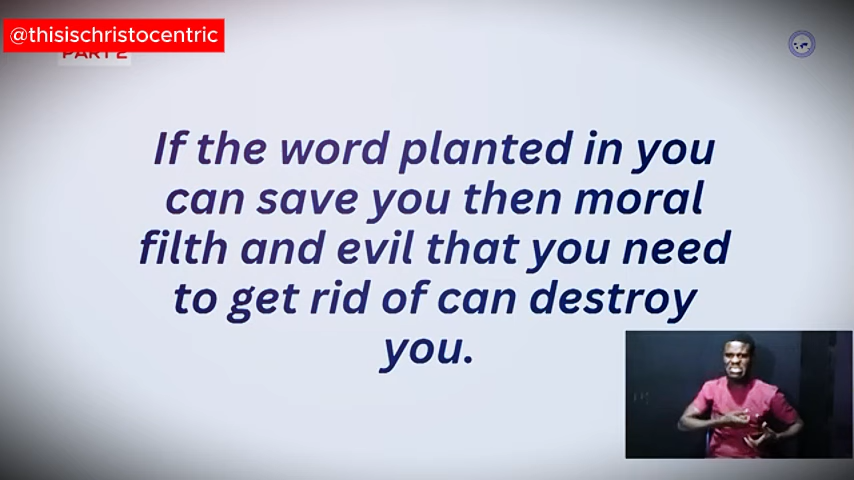 @thisischristocentric
PART 2
If the word planted in you
can save you then moral
filth and evil that you need
to get rid of can destroy
you.